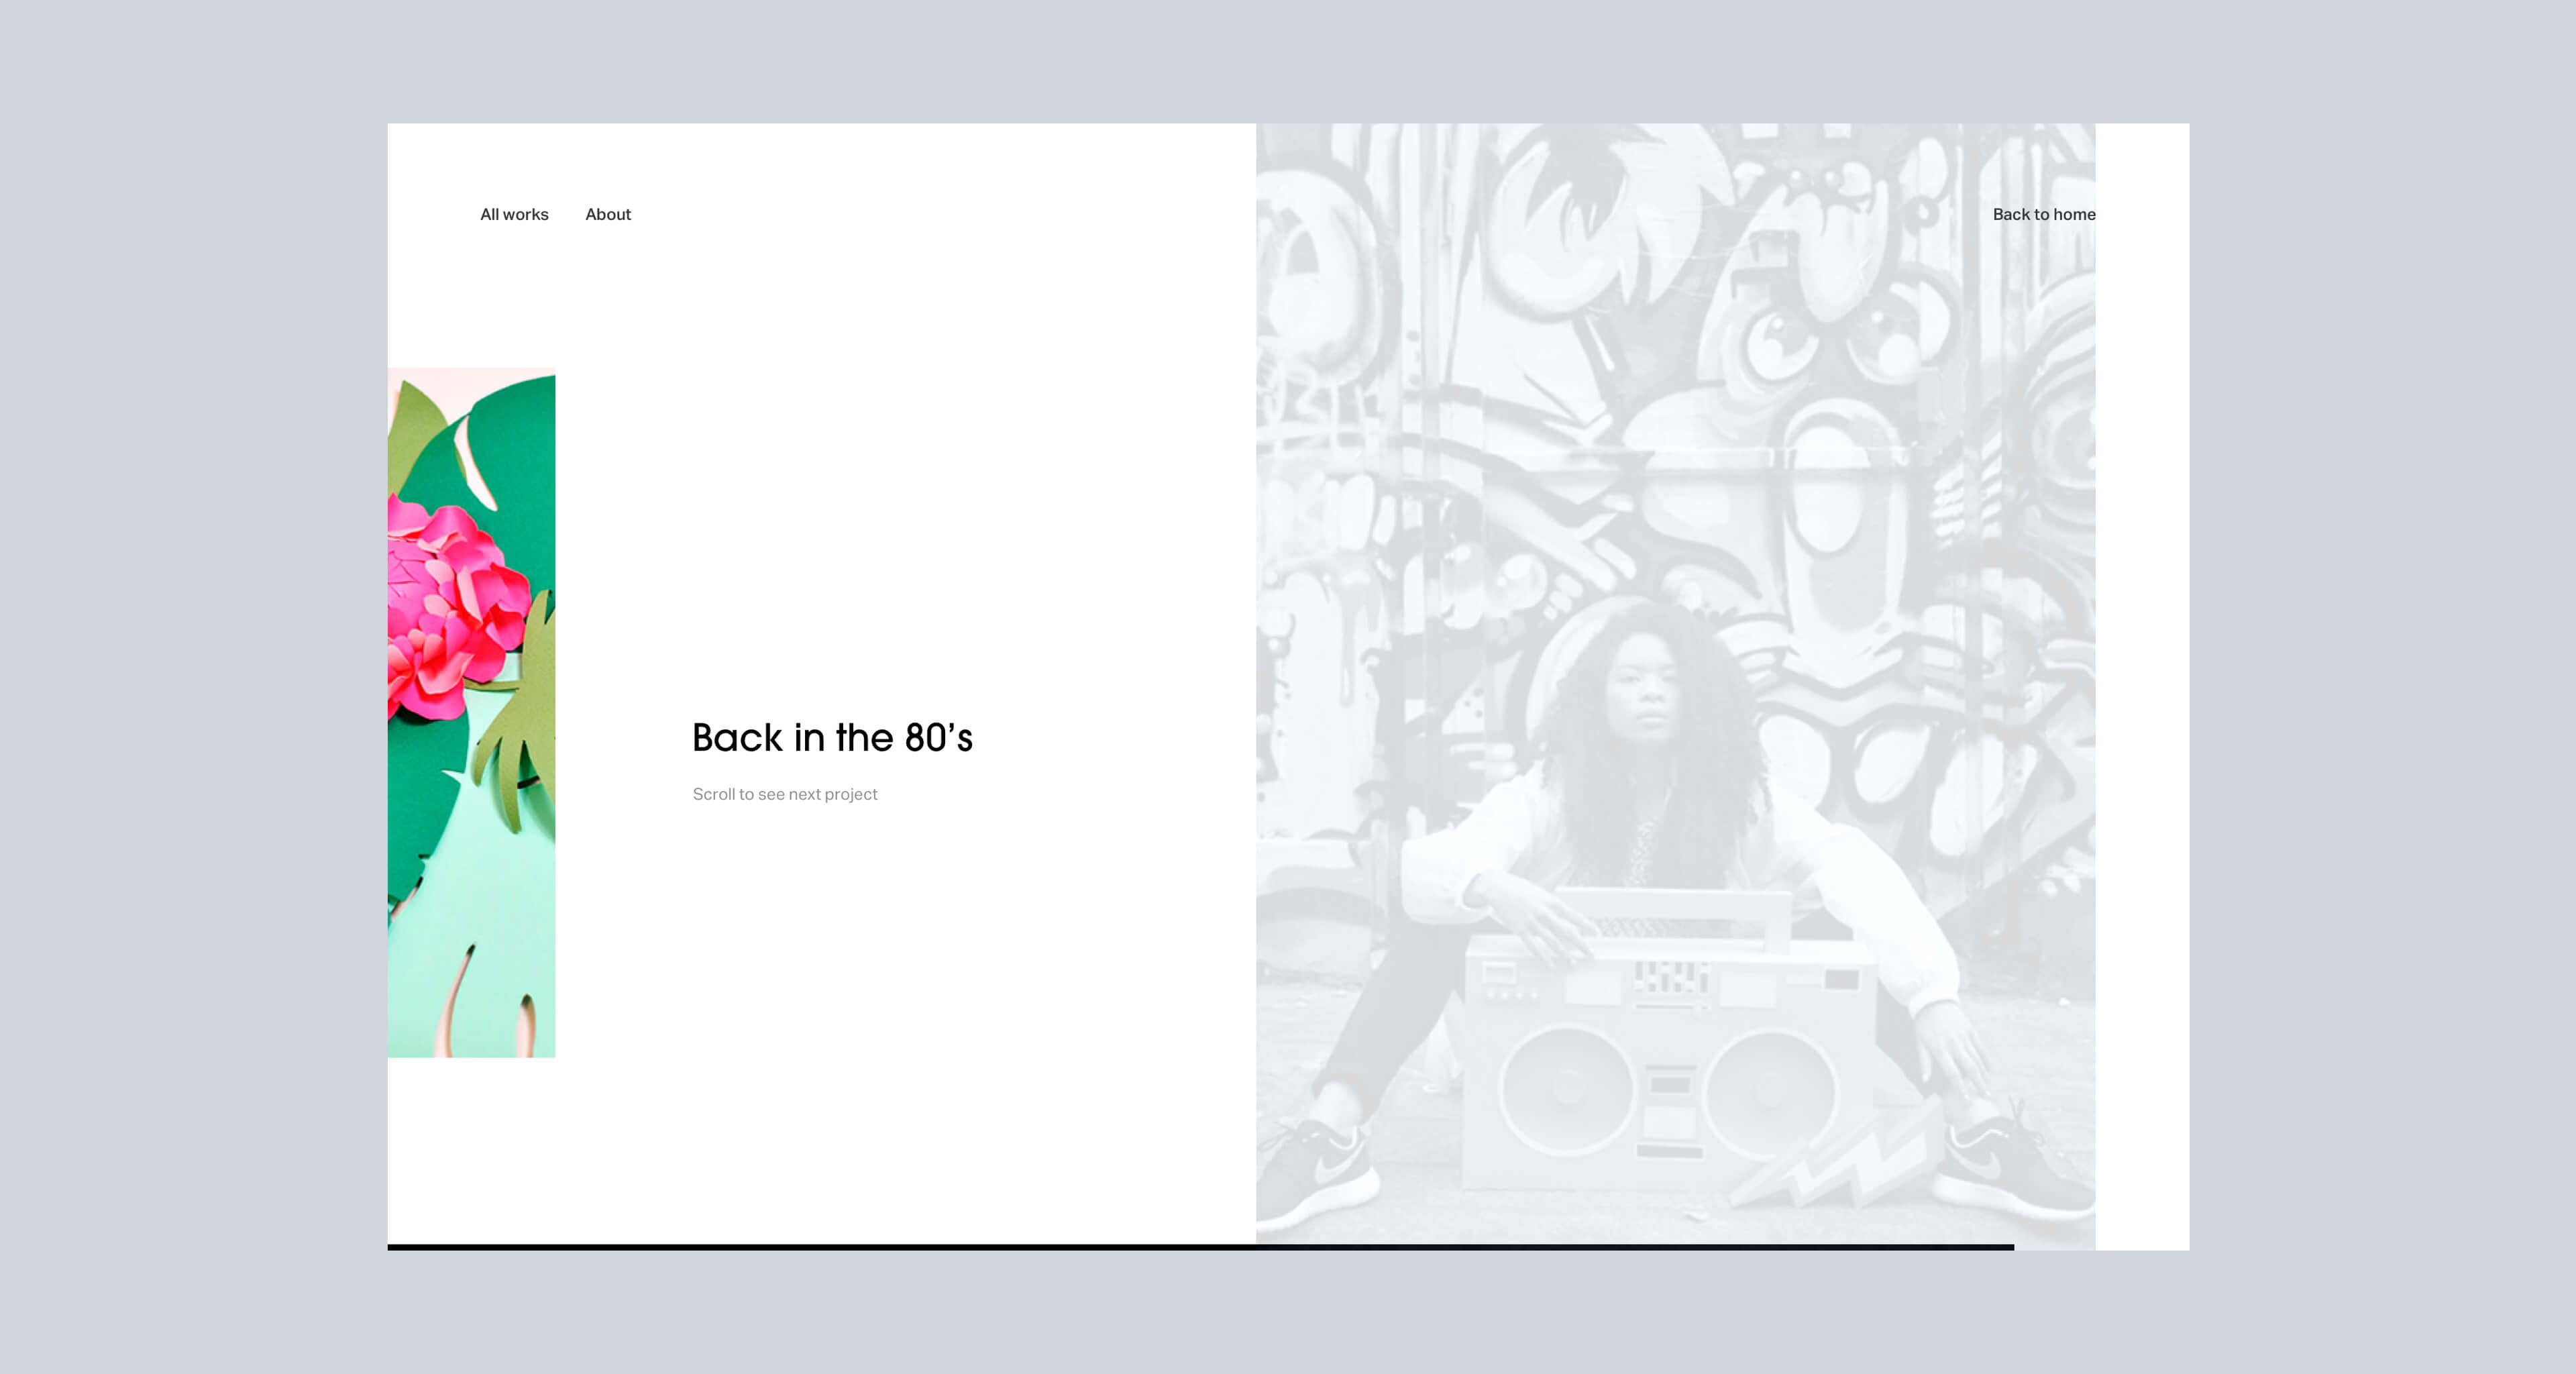 All works
About
Back to home
Back in the 80’s
Scroll to see next project